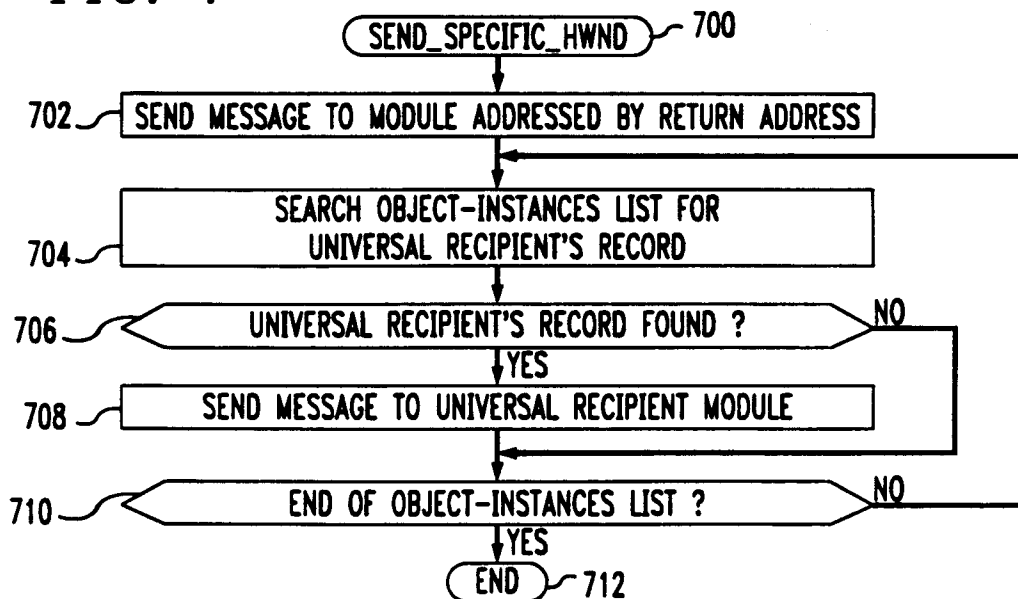 700
SEND_SPECIFIC_HWND
702
SEND MESSAGE TO MODULE ADDRESSED BY RETURN ADDRESS
SEARCH OBJECT-INSTANCES LIST FOR
UNIVERSAL RECIPIENT'S RECORD
704
706
UNIVERSAL RECIPIENT'S RECORD FOUND ?
NO
YES
708
SEND MESSAGE TO UNIVERSAL RECIPIENT MODULE
710
END OF OBJECT-INSTANCES LIST ?
NO
YES
END
712